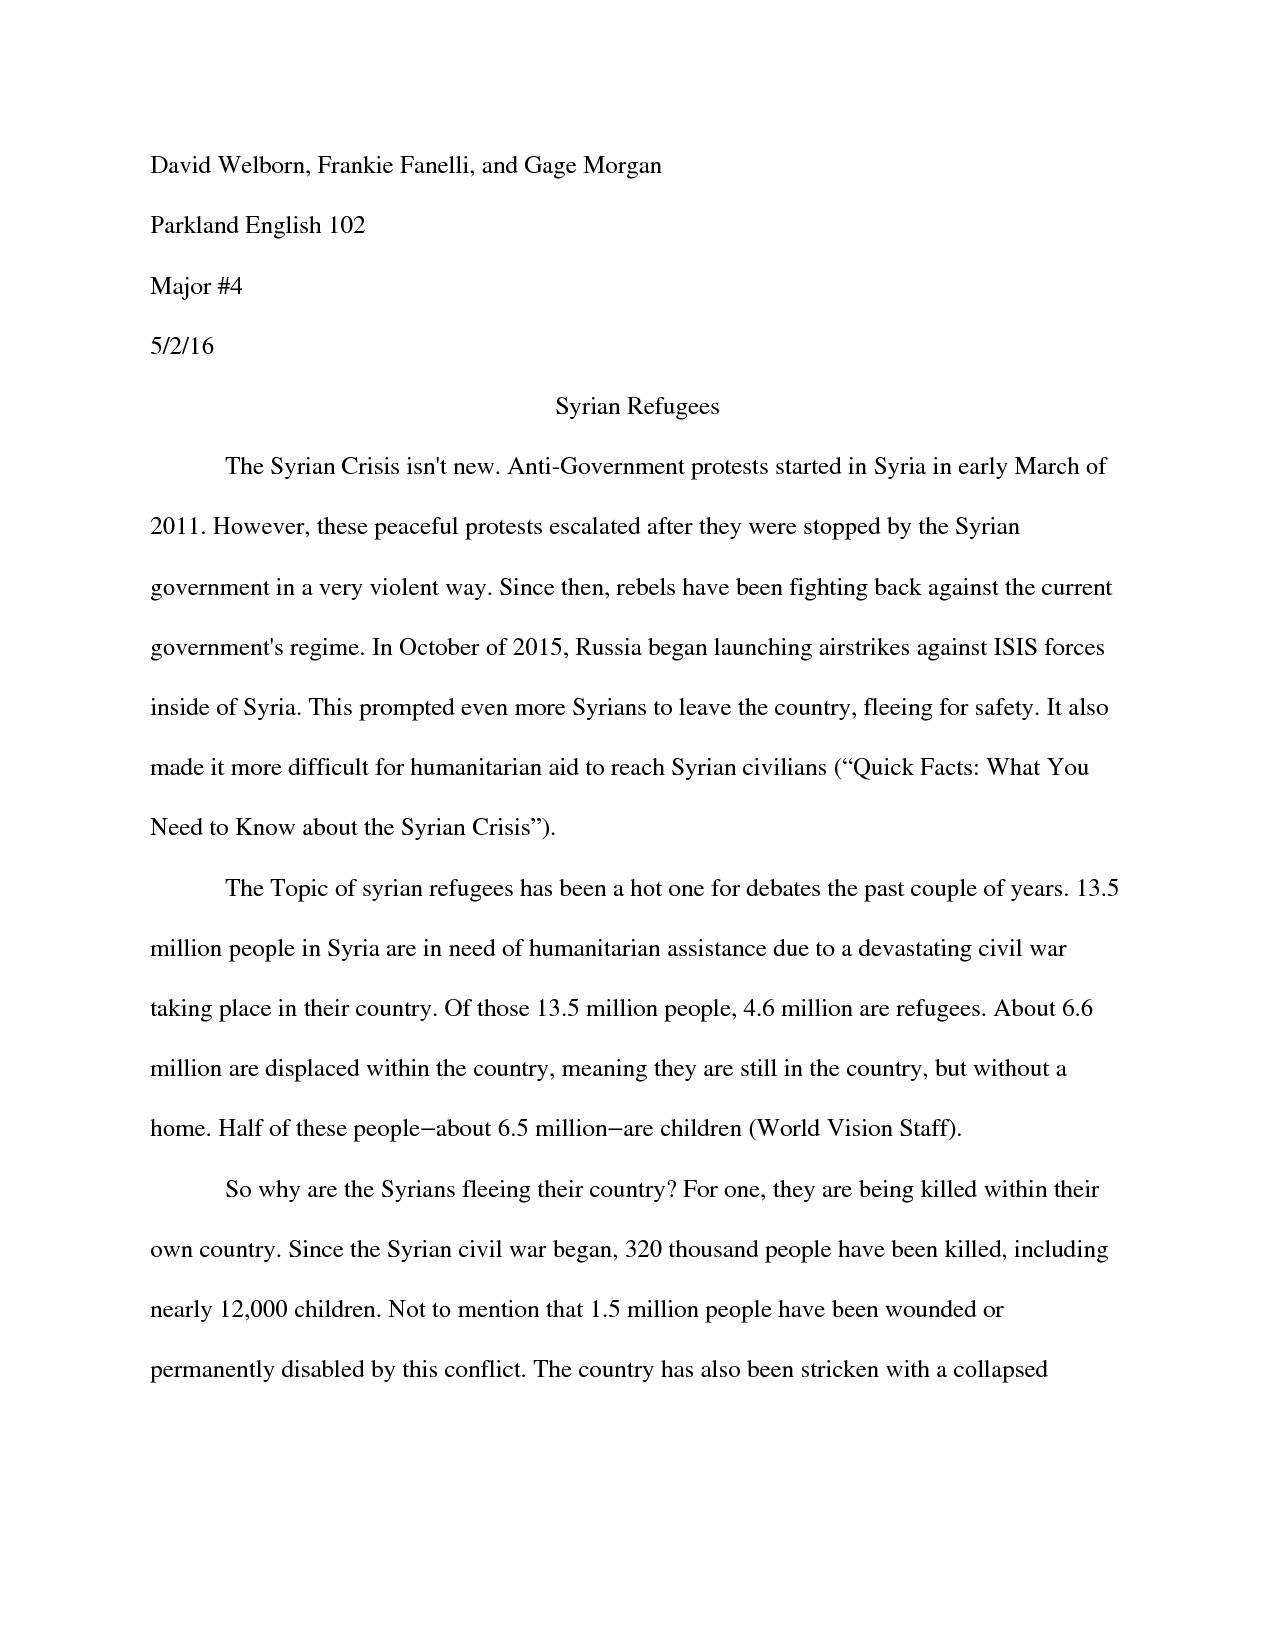 David Welborn, Frankie Fanelli, and Gage Morgan
Parkland English 102
Major #4
5/2/16
Syrian Refugees
The Syrian Crisis isn't new. Anti-Government protests started in Syria in early March of
2011. However, these peaceful protests escalated after they were stopped by the Syrian
government in a very violent way. Since then, rebels have been fighting back against the current
government's regime. In October of 2015, Russia began launching airstrikes against ISIS forces
inside of Syria. This prompted even more Syrians to leave the country, fleeing for safety. It also
made it more difficult for humanitarian aid to reach Syrian civilians (“Quick Facts: What You
Need to Know about the Syrian Crisis”).
The Topic of syrian refugees has been a hot one for debates the past couple of years. 13.5
million people in Syria are in need of humanitarian assistance due to a devastating civil war
taking place in their country. Of those 13.5 million people, 4.6 million are refugees. About 6.6
million are displaced within the country, meaning they are still in the country, but without a
home. Half of these people−about 6.5 million−are children (World Vision Staff).
So why are the Syrians fleeing their country? For one, they are being killed within their
own country. Since the Syrian civil war began, 320 thousand people have been killed, including
nearly 12,000 children. Not to mention that 1.5 million people have been wounded or
permanently disabled by this conflict. The country has also been stricken with a collapsed